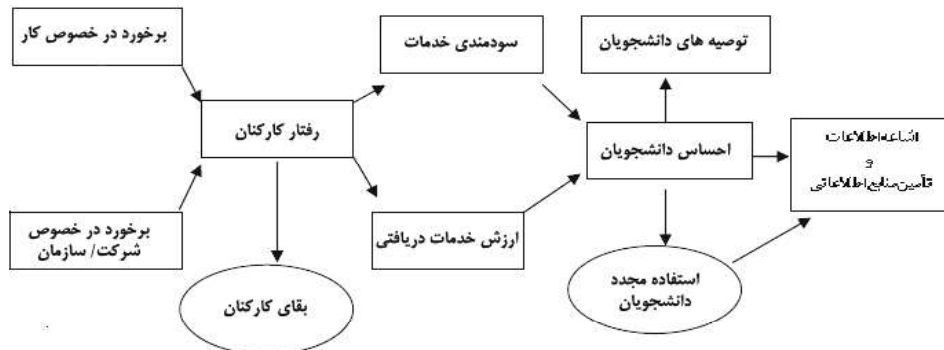 برخورد در خصوص کار
سودمندی خدمات
توصیه های دانشجویان
رفتار کارکنان
احساس دانشجویان
اشاعه اطلاعات
و
تأمین منابع اطلاعاتی
برخورد در خصوص
شرکت/ سازمان
ارزش خدمات دریافتی
بقای کارکنان
استفاده مجدد
دانشجویان